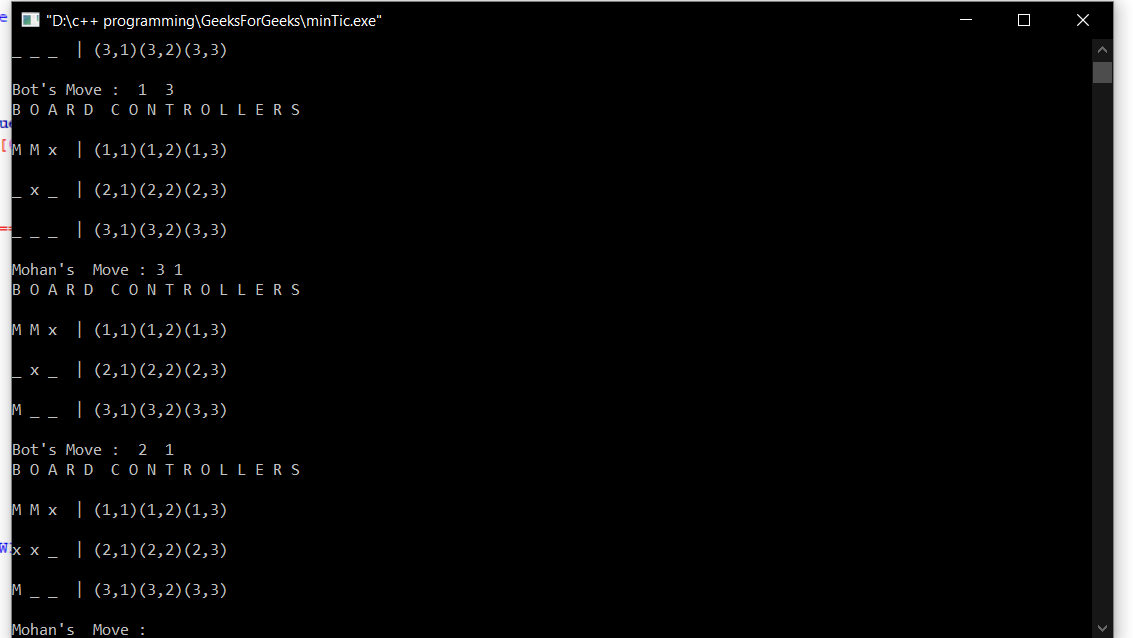 "D:\c++ programming\GeeksForGeeks\minTic.exe"
_ _ _  | (3,1)(3,2)(3,3)
Bot's Move :  1  3
B O A R D  C O N T R O L L E R S
M M x  | (1,1)(1,2)(1,3)
_ x _  | (2,1)(2,2)(2,3)
_ _ _  | (3,1)(3,2)(3,3)
Mohan's  Move : 3 1
B O A R D  C O N T R O L L E R S
M M x  | (1,1)(1,2)(1,3)
_ x _  | (2,1)(2,2)(2,3)
M _ _  | (3,1)(3,2)(3,3)
Bot's Move :  2  1
B O A R D  C O N T R O L L E R S
M M x  | (1,1)(1,2)(1,3)
x x _  | (2,1)(2,2)(2,3)
M _ _  | (3,1)(3,2)(3,3)
Mohan's  Move :